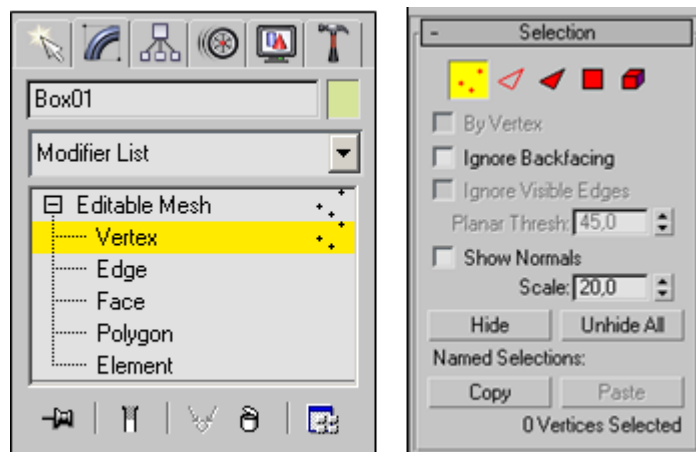 Box01
Modifier List
Editable Mesh
Vertex
Edge
Face
Polygon
Element
- Selection
By Vertex
Ignore Backfacing
Ignore Visible Edges
Planar Thresh: 45,0
Show Normals
Scale: 20,0
Hide Unhide All
Named Selections:
Copy Paste
0 Vertices Selected